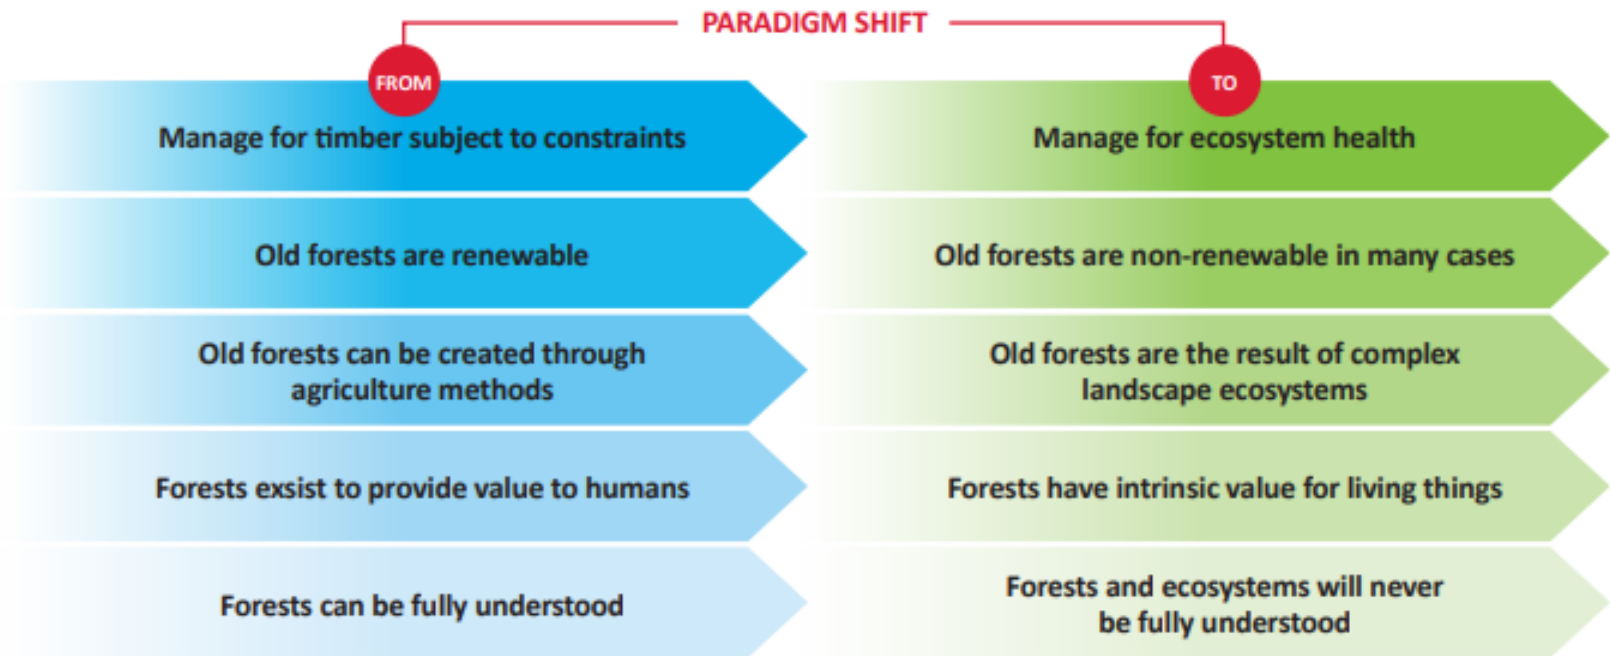 PARADIGM SHIFT
FROM
TO
Manage for timber subject to constraints
Manage for ecosystem health
Old forests are renewable
Old forests are non-renewable in many cases
Old forests can be created through
agriculture methods
Old forests are the result of complex
landscape ecosystems
Forests exsist to provide value to humans
Forests have intrinsic value for living things
Forests can be fully understood
Forests and ecosystems will never
be fully understood